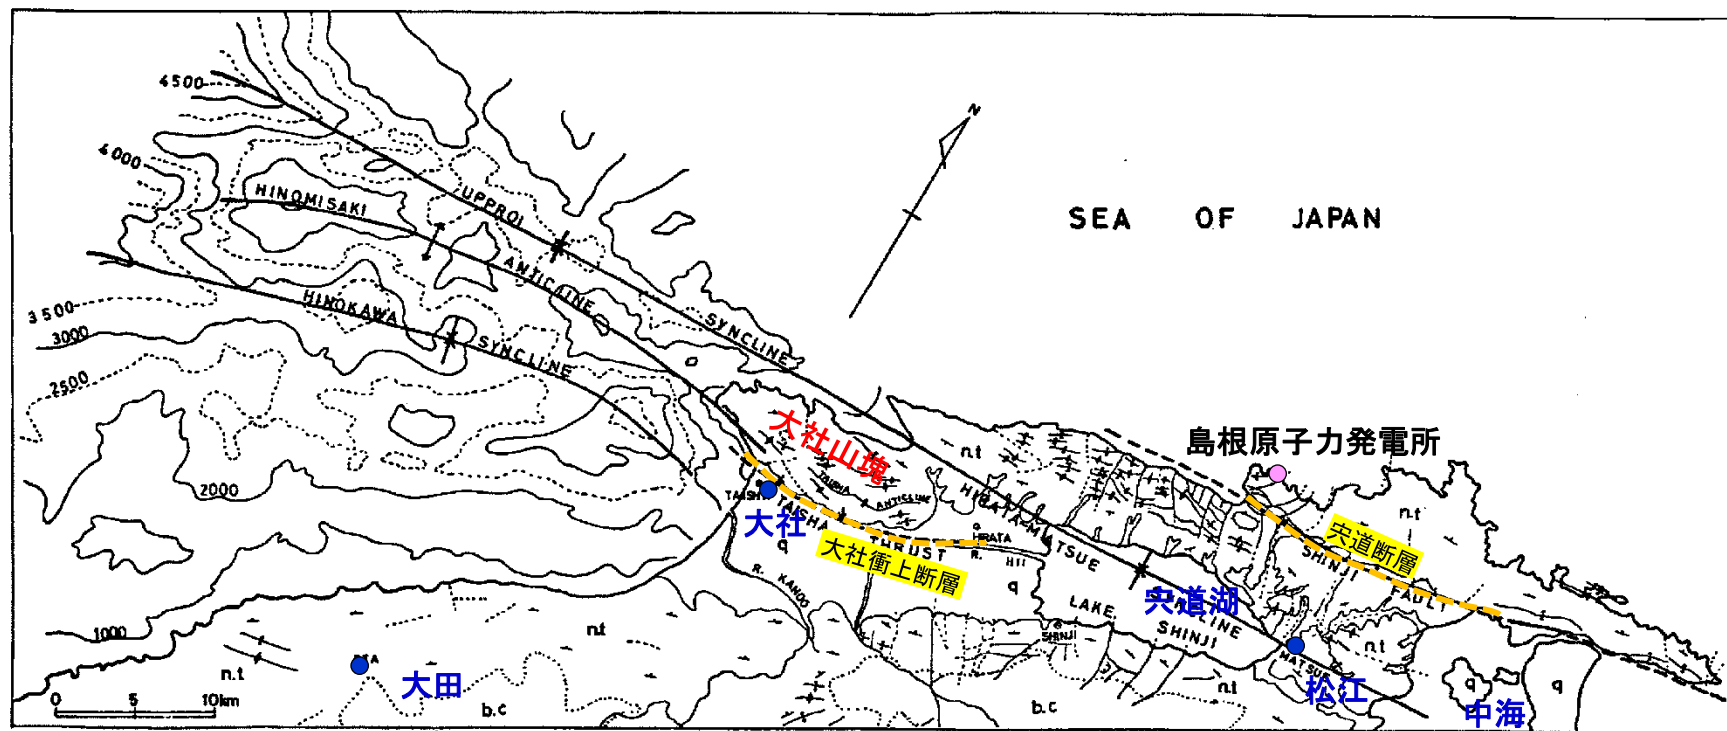 4500
4000
3500
3000
2500
2000
1000
UPPROI
SYNCLINE
HINOMISAKI
ANTICLINE
HINOKAWA
SYNCLINE
N
SEA OF JAPAN
島根原子力発電所
大社山塊
n.t
n.t
TAISHA
ANTICLINE
HIRATA-MATSUE
SYNCLINE
宍道断層
SHINJI
FAULT
大社
TAISHA
THRUST
大社衝上断層
HIRATA
R.
HII
q
q
R. KANDO
宍道湖
LAKE
SHINJI
SHINJI
n.t
n.t
n.t
n.t
大田
松江
中海
q
q
b.c
b.c
0 5 10km